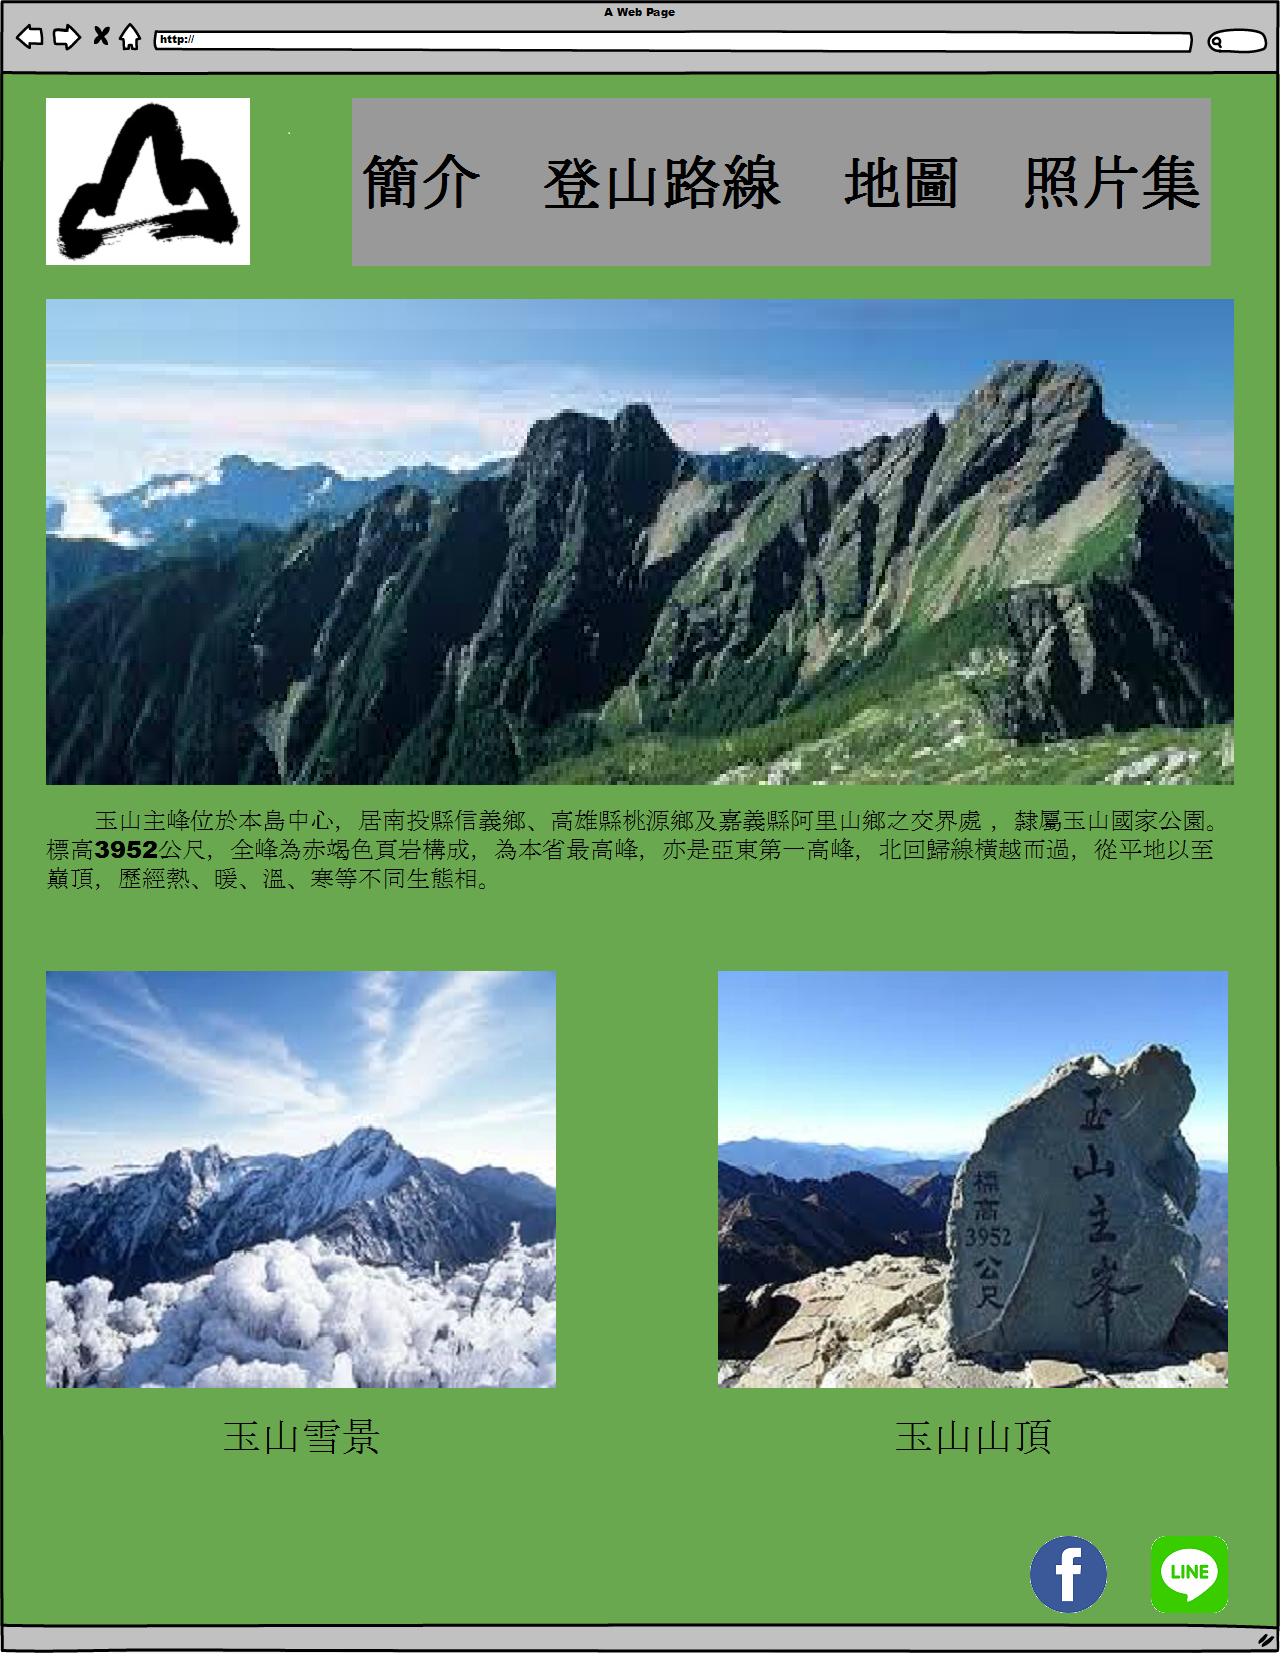 A Web Page
http://
簡介　登山路線　地圖　照片集
玉山主峰位於本島中心，居南投縣信義鄉、高雄縣桃源鄉及嘉義縣阿里山鄉之交界處 ，隸屬玉山國家公園。
標高3952公尺，全峰為赤竭色頁岩構成，為本省最高峰，亦是亞東第一高峰，北回歸線橫越而過，從平地以至
巔頂，歷經熱、暖、溫、寒等不同生態相。
玉山主峯
標高3952公尺
玉山雪景
玉山山頂
f
LINE